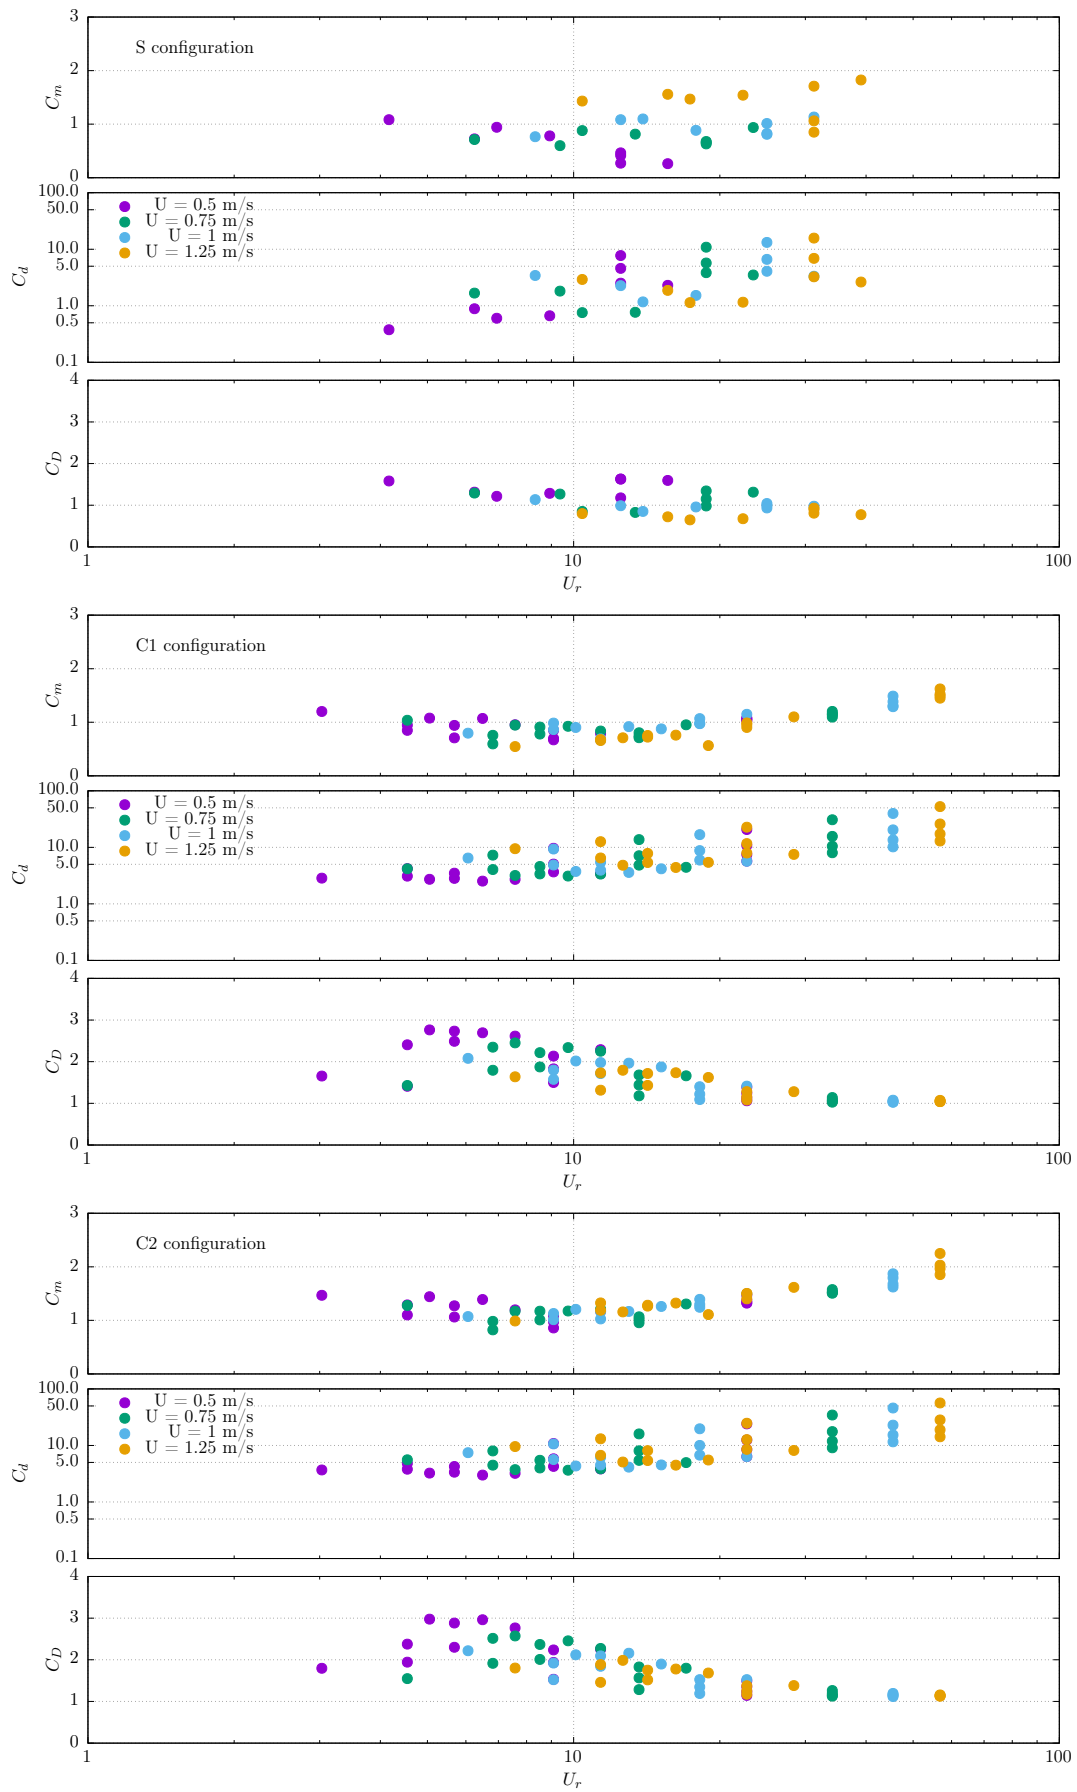 3
S configuration
2
C_m
1
0
100.0
U = 0.5 m/s
50.0
U = 0.75 m/s
U = 1 m/s
10.0
U = 1.25 m/s
5.0
C_d
1.0
0.5
0.1
4
3
C_D
2
1
0
1 10 100
U_r
3
C1 configuration
2
C_m
1
0
100.0
U = 0.5 m/s
50.0
U = 0.75 m/s
U = 1 m/s
10.0
U = 1.25 m/s
5.0
C_d
1.0
0.5
0.1
4
3
C_D
2
1
0
1 10 100
U_r
3
C2 configuration
2
C_m
1
0
100.0
U = 0.5 m/s
50.0
U = 0.75 m/s
U = 1 m/s
10.0
U = 1.25 m/s
5.0
C_d
1.0
0.5
0.1
4
3
C_D
2
1
0
1 10 100
U_r